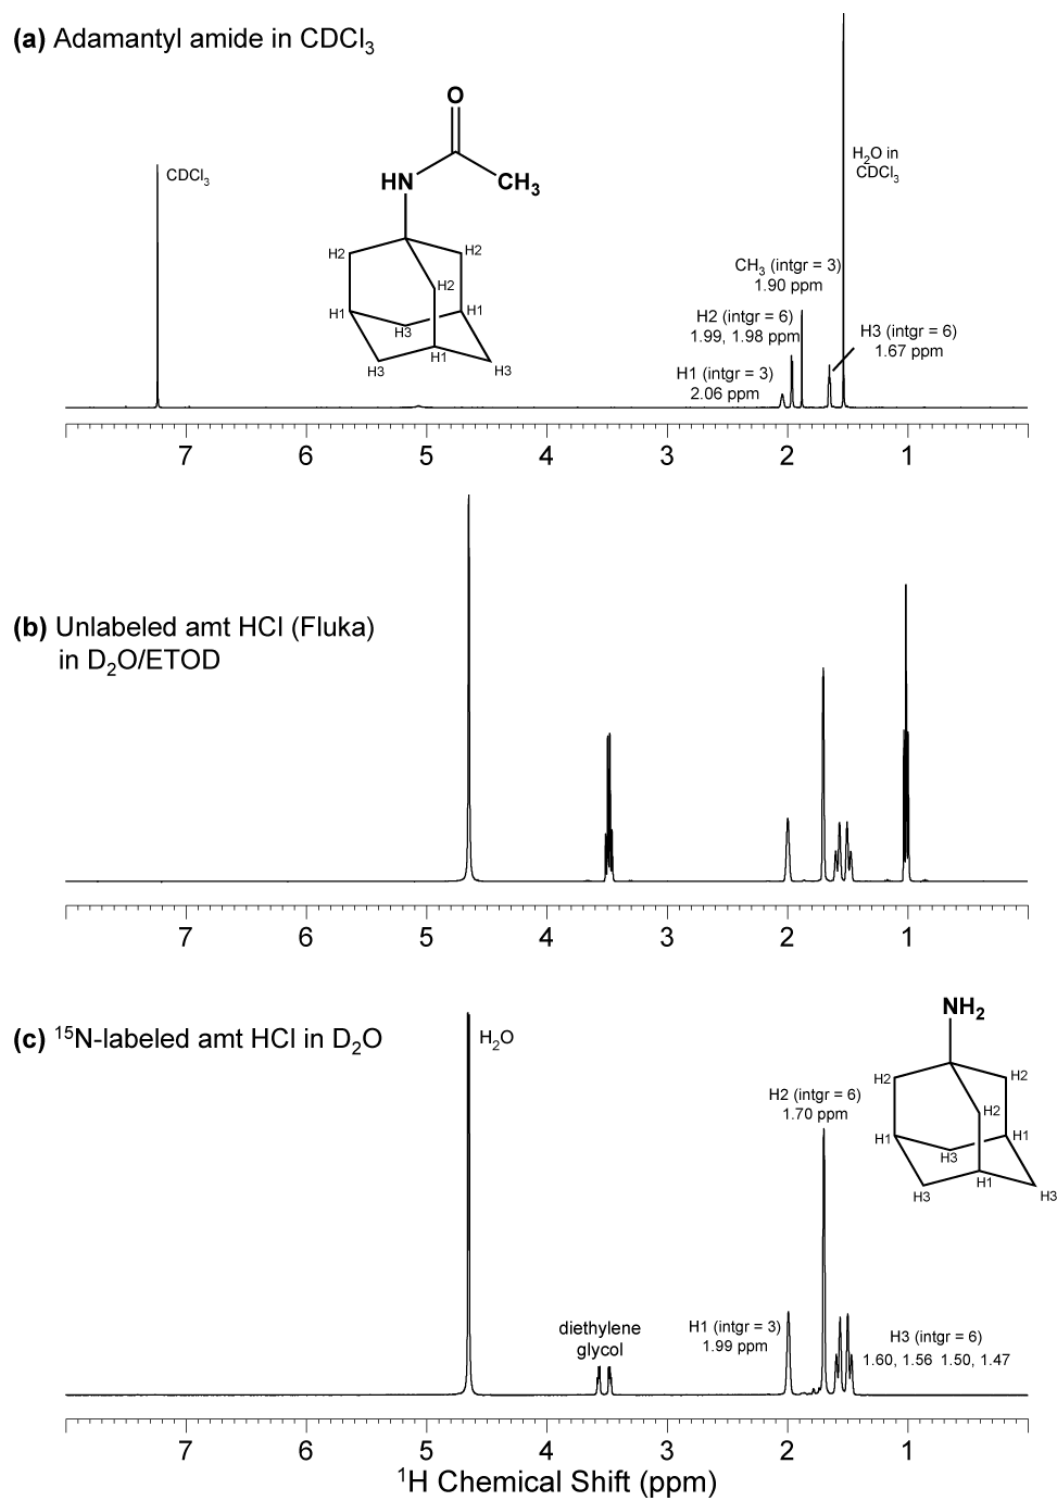 (a) Adamantyl amide in CDCl3
O
HN
CH3
H2
H2
H2
H1
H3
H1
H1
H3
H3
CDCl3
H2O in
CDCl3
CH3 (intgr = 3)
1.90 ppm
H2 (intgr = 6)
1.99, 1.98 ppm
H3 (intgr = 6)
1.67 ppm
H1 (intgr = 3)
2.06 ppm
7 6 5 4 3 2 1
(b) Unlabeled amt HCl (Fluka)
in D2O/ETOD
7 6 5 4 3 2 1
(c) 15N-labeled amt HCl in D2O
H2O
NH2
H2
H2
H2
H1
H3
H1
H1
H3
H3
H2 (intgr = 6)
1.70 ppm
diethylene
glycol
H1 (intgr = 3)
1.99 ppm
H3 (intgr = 6)
1.60, 1.56 1.50, 1.47
7 6 5 4 3 2 1
1H Chemical Shift (ppm)